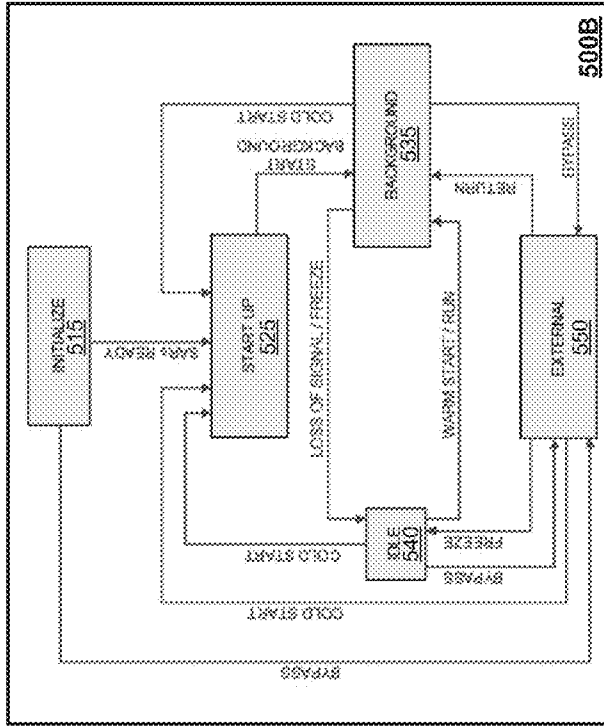 500B
INITIALIZE
515
BYPASS
SARs READY
COLD START
START UP
525
START
BACKGROUND
COLD START
COLD START
LOSS OF SIGNAL / FREEZE
BACKGROUND
535
IDLE
540
WARM START / RUN
BYPASS
FREEZE
RETURN
BYPASS
EXTERNAL
550